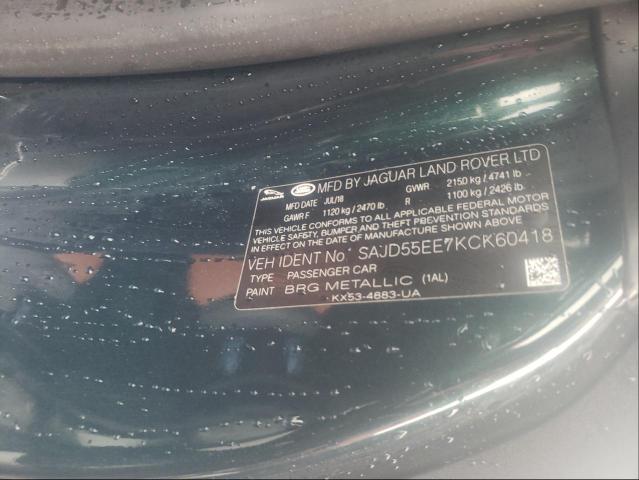 JAGUAR LAND ROVER MFD BY JAGUAR LAND ROVER LTD
MFD DATE JUL/18 GVWR 2150 kg / 4741 lb
GAWR F 1120 kg / 2470 lb R 1100 kg / 2426 lb
THIS VEHICLE CONFORMS TO ALL APPLICABLE FEDERAL MOTOR
VEHICLE SAFETY, BUMPER AND THEFT PREVENTION STANDARDS
IN EFFECT ON THE DATE OF MANUFACTURE SHOWN ABOVE
VEH IDENT No SAJD55EE7KCK60418
TYPE PASSENGER CAR
PAINT BRG METALLIC (1AL)
KX53-4883-UA